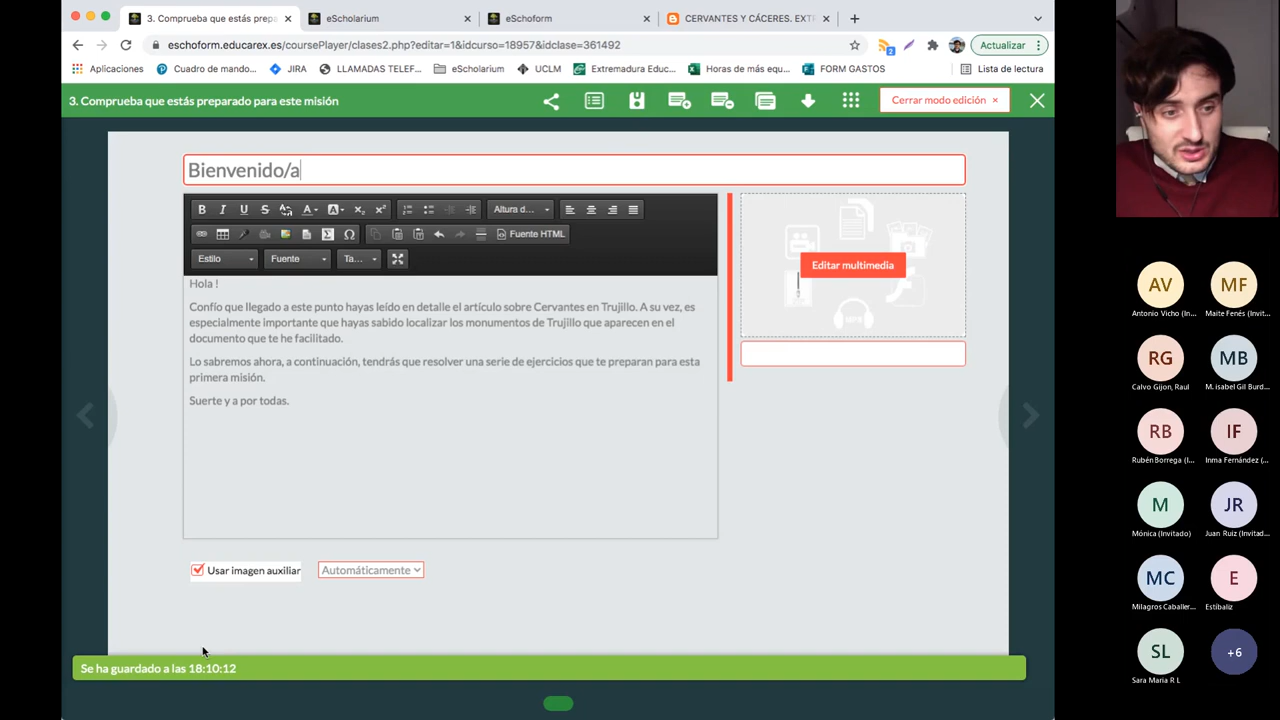 3. Comprueba que estás prepa
eScholarium
eSchoform
CERVANTES Y CÁCERES. EXT
eschoform.educarex.es/coursePlayer/clases2.php?editar=1&idcurso=18957&idclase=361492
2
Actualizar
Aplicaciones
Cuadro de mando...
JIRA
LLAMADAS TELEF...
eScholarium
UCLM
Extremadura Educ...
Horas de más equ...
FORM GASTOS
Lista de lectura
3. Comprueba que estás preparado para este misión
Cerrar modo edición ×
Bienvenido/a
Altura d...
Fuente HTML
Estilo
Fuente
Ta...
Editar multimedia
Hola !
Confío que llegado a este punto hayas leído en detalle el artículo sobre Cervantes en Trujillo. A su vez, es
especialmente importante que hayas sabido localizar los monumentos de Trujillo que aparecen en el
documento que te he facilitado.
Lo sabremos ahora, a continuación, tendrás que resolver una serie de ejercicios que te preparan para esta
primera misión.
Suerte y a por todas.
Usar imagen auxiliar
Automáticamente
Se ha guardado a las 18:10:12
AV
Antonio Vicho (In...
MF
Maite Fenés (Invit...
RG
Calvo Gijon, Raul
MB
M. isabel Gil Burd...
RB
Rubén Borrega (I...
IF
Inma Fernández (...
M
Mónica (Invitado)
JR
Juan Ruiz (Invitad...
MC
Milagros Caballer...
E
Estíbaliz
SL
Sara Maria R L
+6